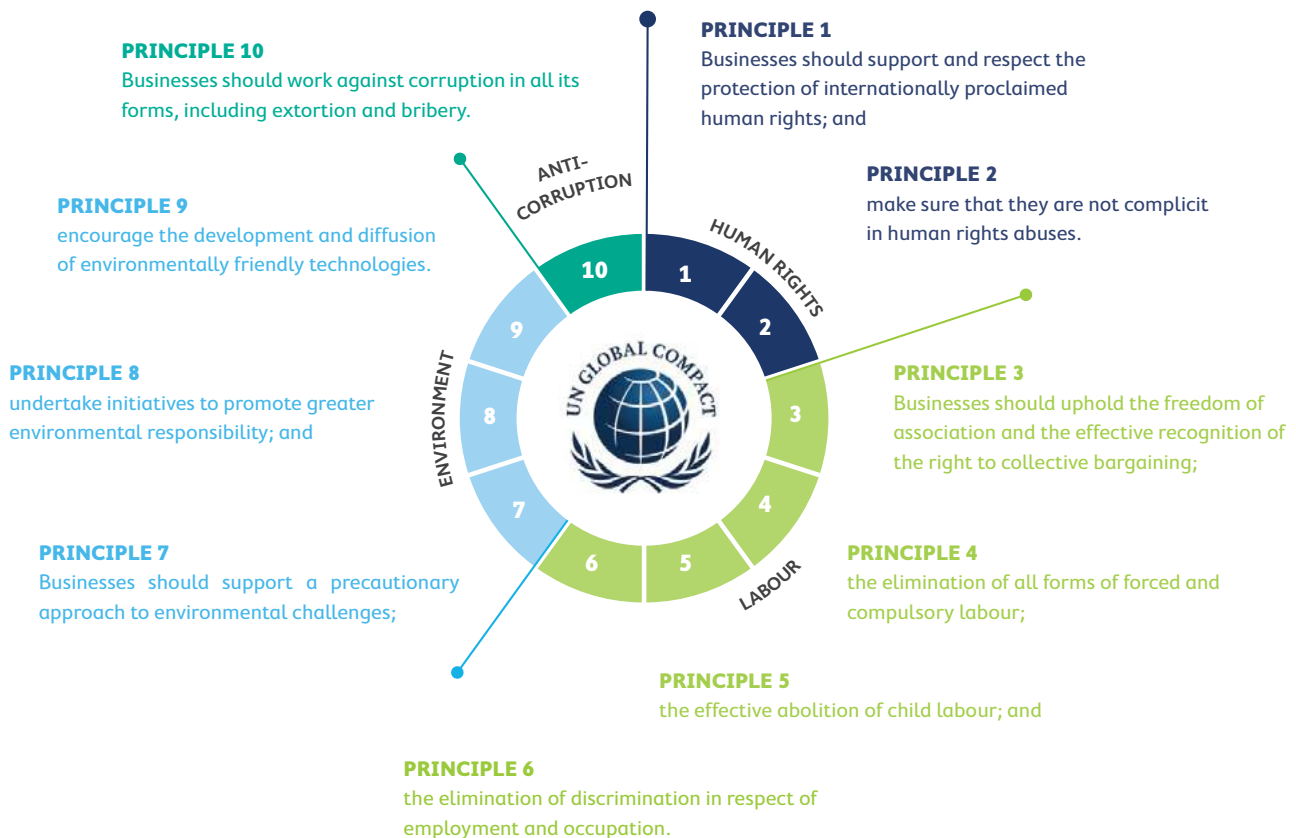 PRINCIPLE 1
Businesses should support and respect the
protection of internationally proclaimed
human rights; and
PRINCIPLE 2
make sure that they are not complicit
in human rights abuses.
PRINCIPLE 3
Businesses should uphold the freedom of
association and the effective recognition of
the right to collective bargaining;
PRINCIPLE 4
the elimination of all forms of forced and
compulsory labour;
PRINCIPLE 5
the effective abolition of child labour; and
PRINCIPLE 6
the elimination of discrimination in respect of
employment and occupation.
PRINCIPLE 7
Businesses should support a precautionary
approach to environmental challenges;
PRINCIPLE 8
undertake initiatives to promote greater
environmental responsibility; and
PRINCIPLE 9
encourage the development and diffusion
of environmentally friendly technologies.
PRINCIPLE 10
Businesses should work against corruption in all its
forms, including extortion and bribery.
HUMAN RIGHTS
LABOUR
ENVIRONMENT
ANTI-
CORRUPTION
1
2
3
4
5
6
7
8
9
10
UN GLOBAL COMPACT